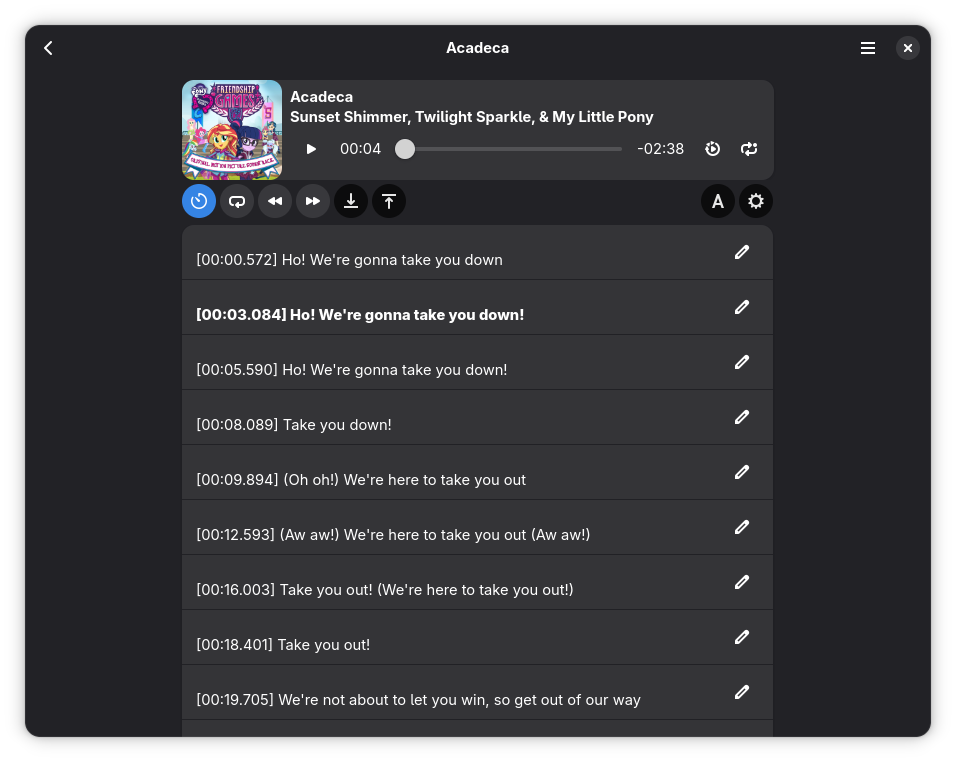 Acadeca
PONY
FRIENDSHIP
GAMES
Acadeca
Sunset Shimmer, Twilight Sparkle, & My Little Pony
00:04
-02:38
A
[00:00.572] Ho! We're gonna take you down
[00:03.084] Ho! We're gonna take you down!
[00:05.590] Ho! We're gonna take you down!
[00:08.089] Take you down!
[00:09.894] (Oh oh!) We're here to take you out
[00:12.593] (Aw aw!) We're here to take you out (Aw aw!)
[00:16.003] Take you out! (We're here to take you out!)
[00:18.401] Take you out!
[00:19.705] We're not about to let you win, so get out of our way